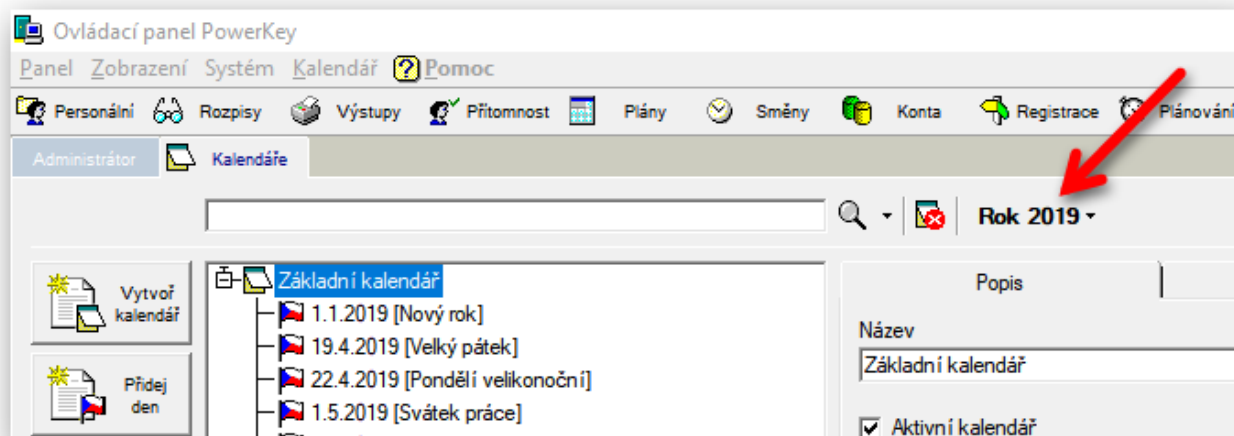 Ovládací panel PowerKey
Panel Zobrazení Systém Kalendář ? Pomoc
Personální Rozpisy Výstupy Přítomnost Plány Směny Konta Registrace Plánování
Administrátor Kalendáře
Rok 2019
Vytvoř kalendář
Přidej den
Základní kalendář
1.1.2019 [Nový rok]
19.4.2019 [Velký pátek]
22.4.2019 [Pondělí velikonoční]
1.5.2019 [Svátek práce]
Popis
Název
Základní kalendář
Aktivní kalendář